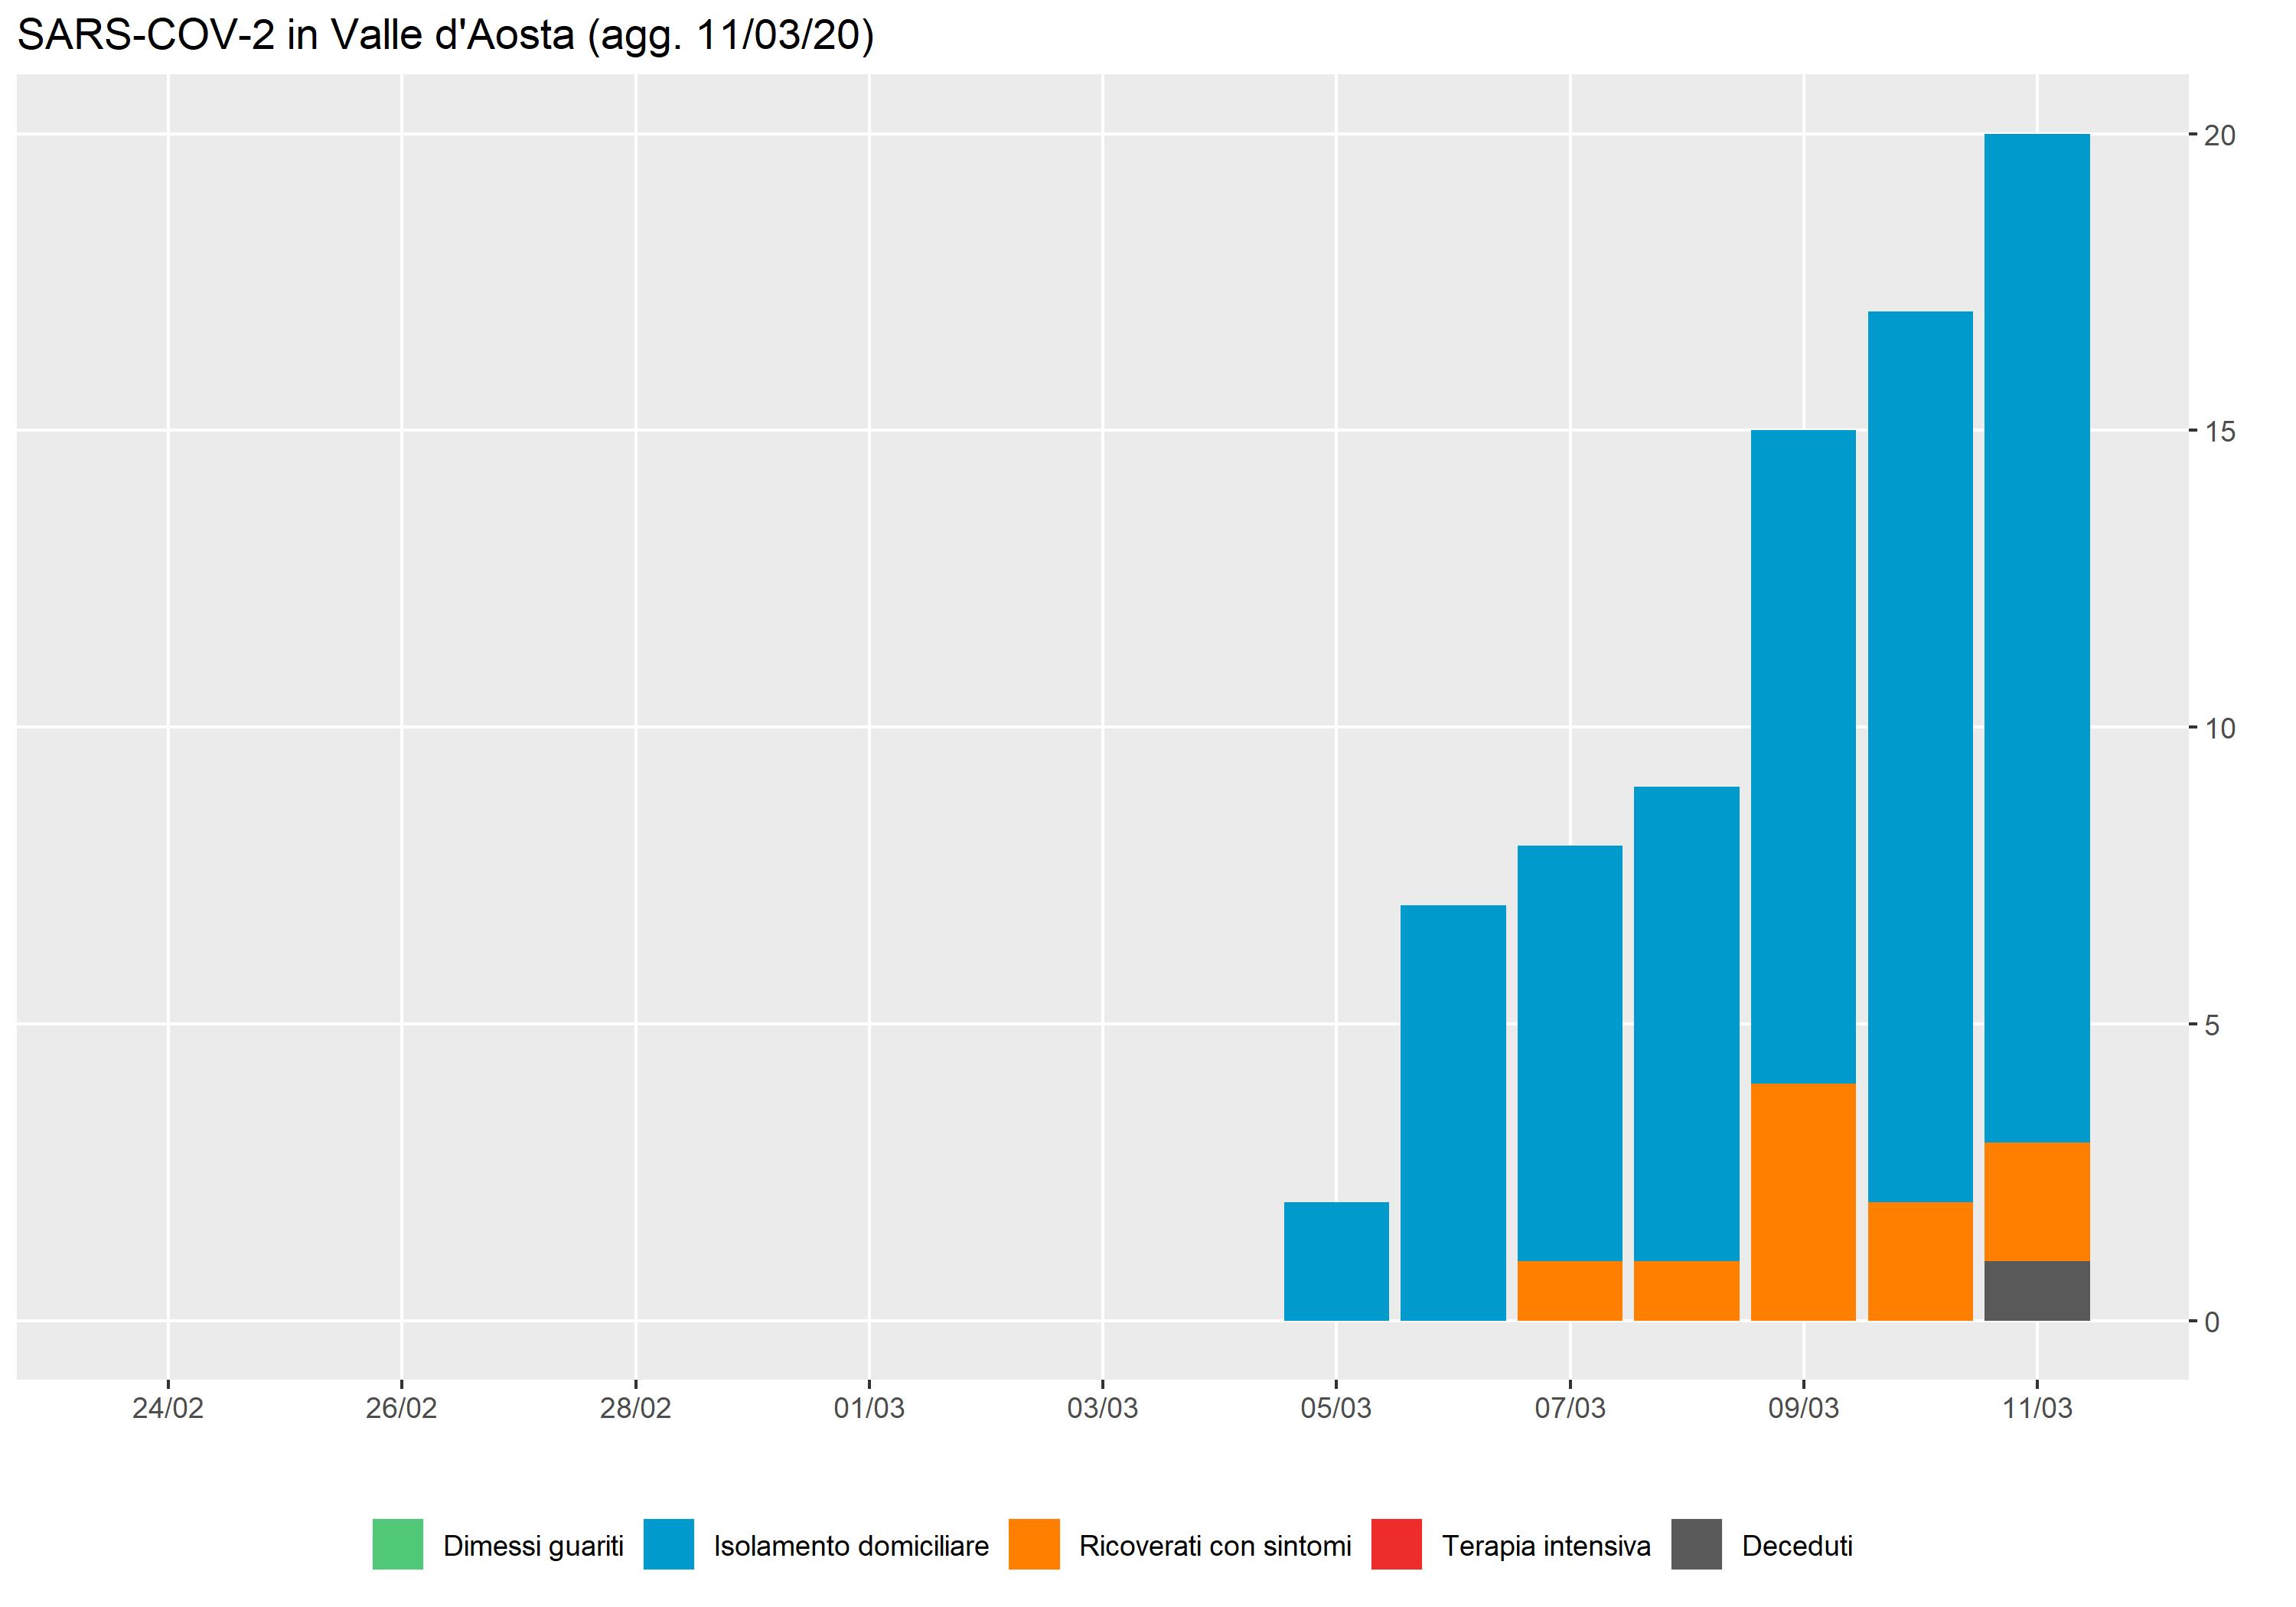 SARS-COV-2 in Valle d'Aosta (agg. 11/03/20)
20
15
10
5
0
24/02 26/02 28/02 01/03 03/03 05/03 07/03 09/03 11/03
Dimessi guariti Isolamento domiciliare Ricoverati con sintomi Terapia intensiva Deceduti